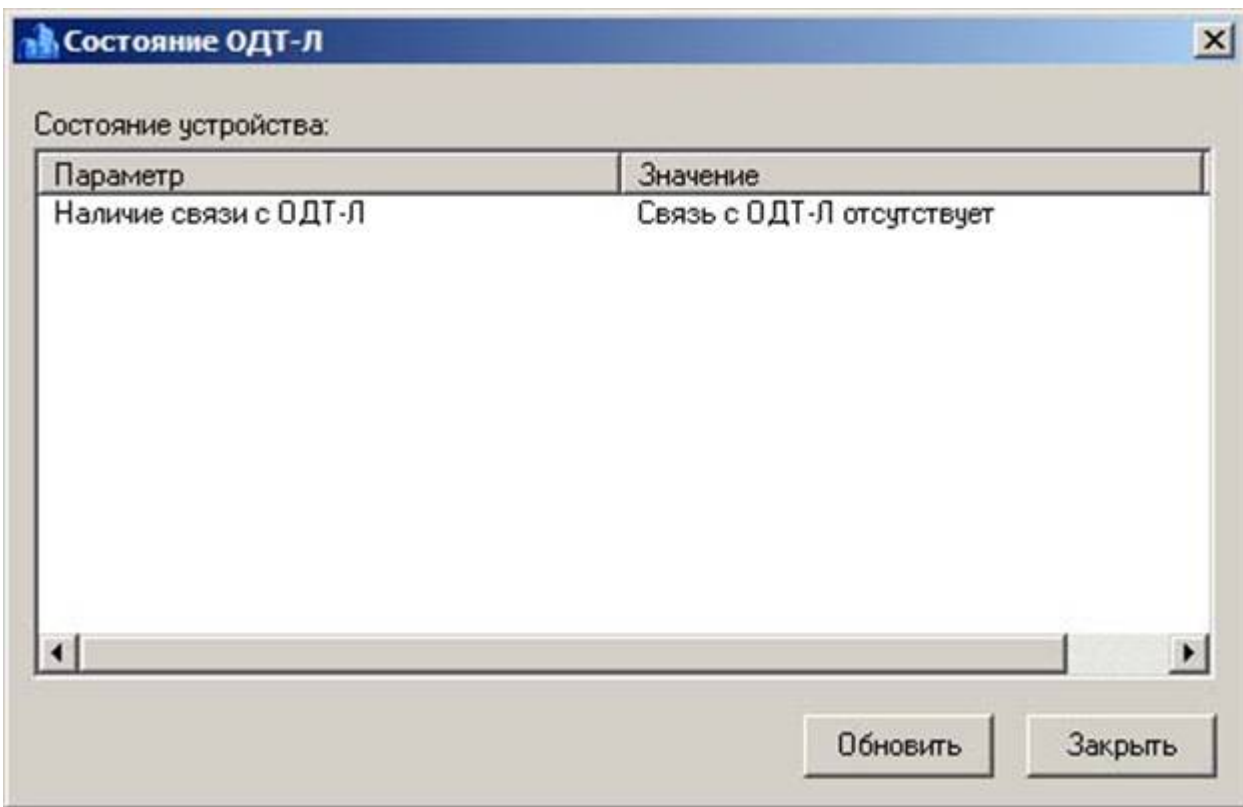 Состояние ОДТ-Л
Состояние устройства:
Параметр Значение
Наличие связи с ОДТ-Л Связь с ОДТ-Л отсутствует
Обновить Закрыть